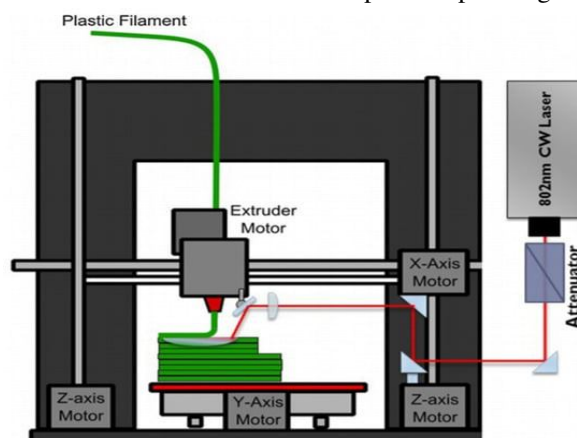 Plastic Filament
Extruder
Motor
802nm CW Laser
Attenuator
X-Axis
Motor
Z-axis
Motor
Y-Axis
Motor
Z-axis
Motor